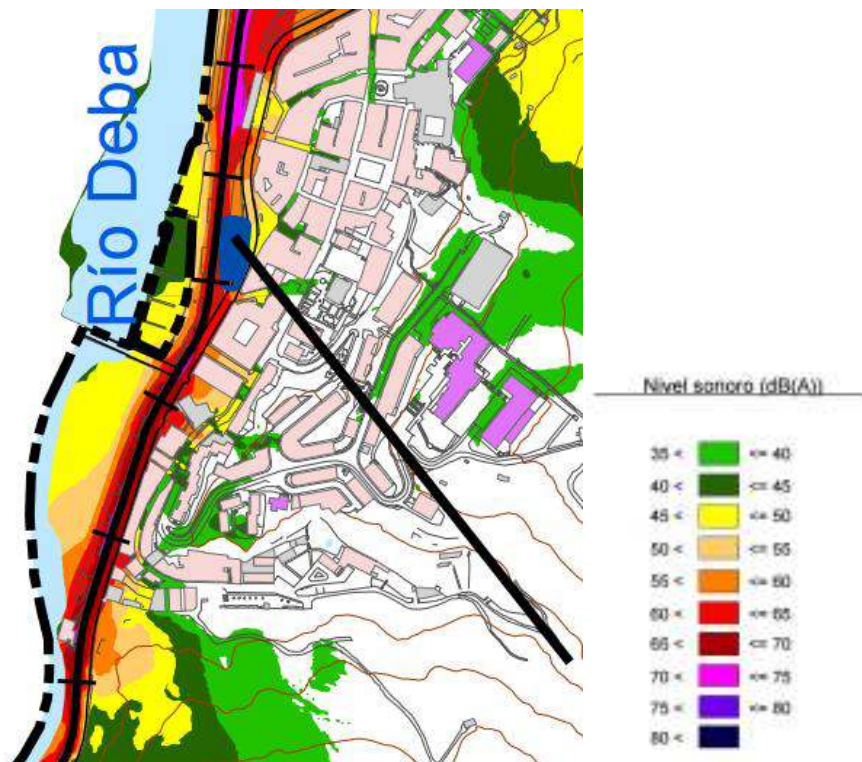 Río Deba
Nivel sonoro (dB(A))
35 < <= 40
40 < <= 45
45 < <= 50
50 < <= 55
55 < <= 60
60 < <= 65
65 < <= 70
70 < <= 75
75 < <= 80
80 <